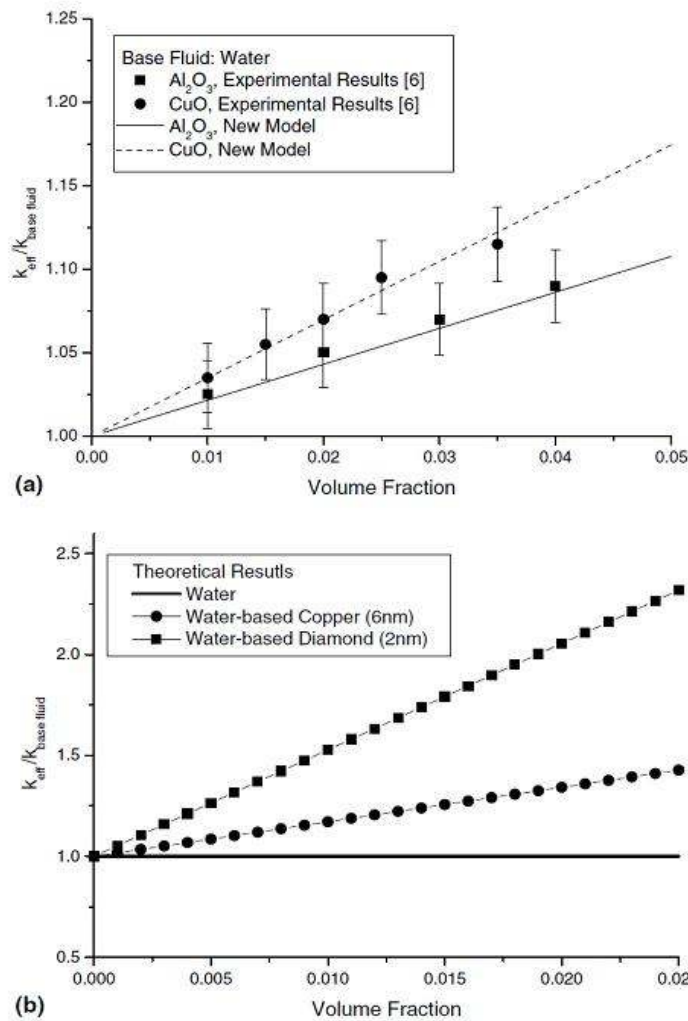 1.25
1.20
1.15
1.10
1.05
1.00
k_eff/k_base fluid
Base Fluid: Water
Al₂O₃, Experimental Results [6]
CuO, Experimental Results [6]
Al₂O₃, New Model
CuO, New Model
0.00 0.01 0.02 0.03 0.04 0.05
(a)
Volume Fraction
2.5
2.0
1.5
1.0
0.5
k_eff/k_base fluid
Theoretical Resutls
Water
Water-based Copper (6nm)
Water-based Diamond (2nm)
0.000 0.005 0.010 0.015 0.020 0.02
(b)
Volume Fraction